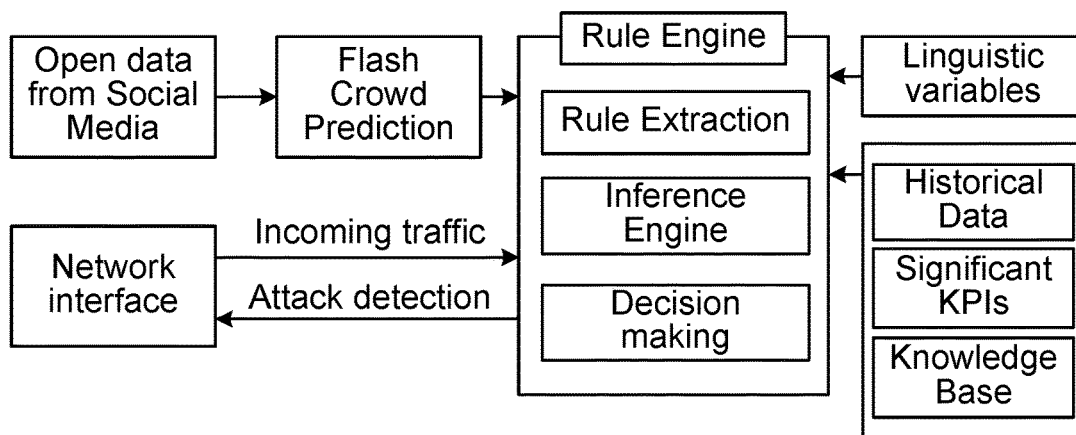 Open data
from Social
Media
Flash
Crowd
Prediction
Rule Engine
Rule Extraction
Inference
Engine
Decision
making
Linguistic
variables
Historical
Data
Significant
KPIs
Knowledge
Base
Network
interface
Incoming traffic
Attack detection